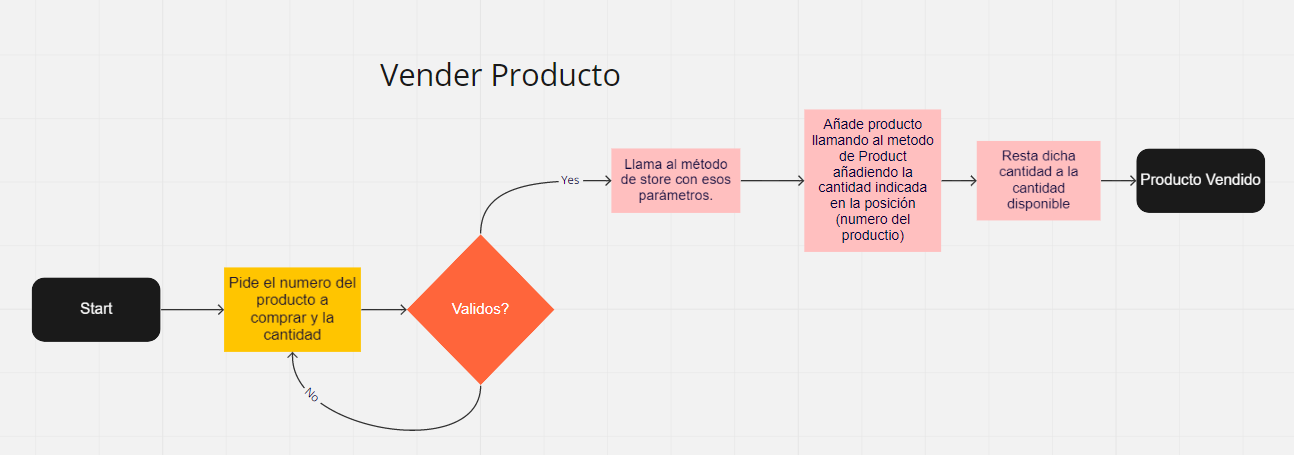 Vender Producto
Start
Pide el numero del
producto a
comprar y la
cantidad
Validos?
No
Yes
Llama al método
de store con esos
parámetros.
Añade producto
llamando al metodo
de Product
añadiendo la
cantidad indicada
en la posición
(numero del
productio)
Resta dicha
cantidad a la
cantidad
disponible
Producto Vendido